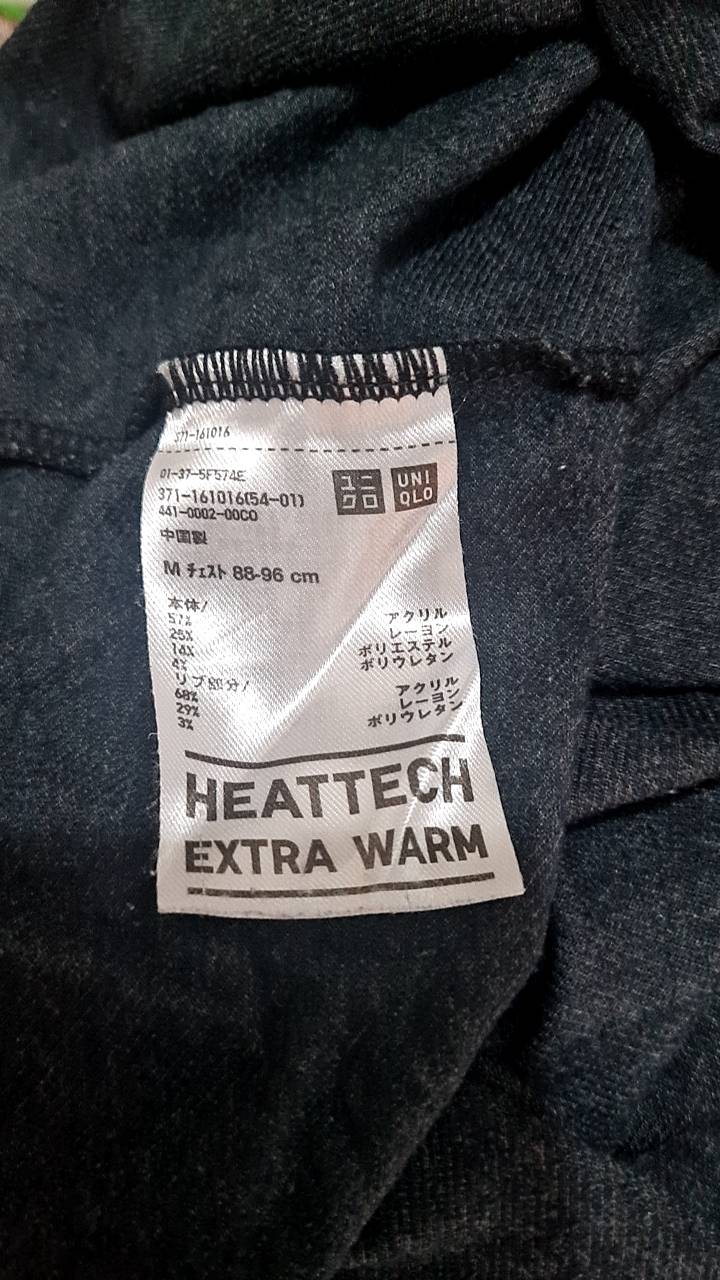 371-161016
01-37-5F574E
371-161016(54-01)
441-0002-00C0
ユニクロ
UNIQLO
中国製
M チェスト 88-96 cm
本体/
57% アクリル
25% レーヨン
14% ポリエステル
4% ポリウレタン
リブ部分/
68% アクリル
29% レーヨン
3% ポリウレタン
HEATTECH
EXTRA WARM